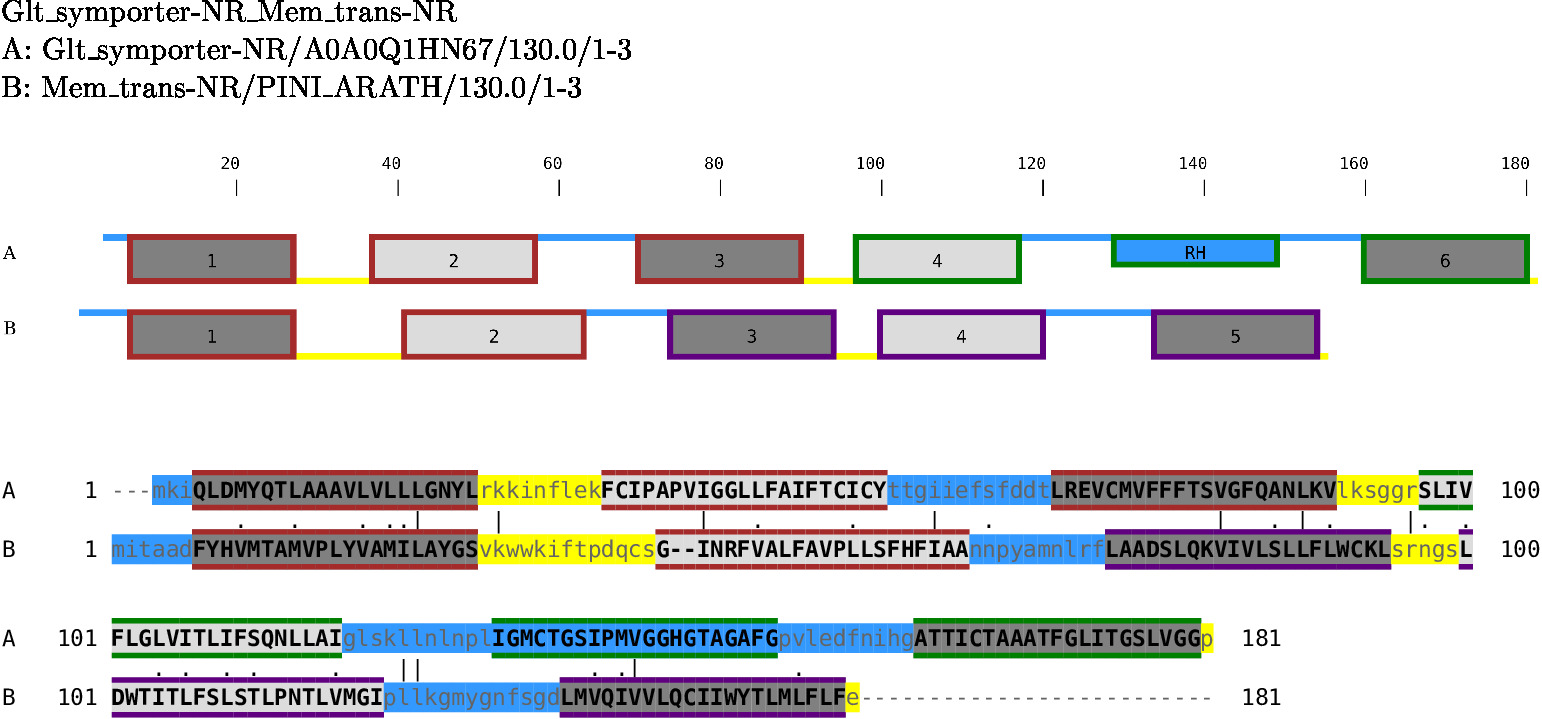 Glt_symporter-NR_Mem_trans-NR
A: Glt_symporter-NR/A0A0Q1HN67/130.0/1-3
B: Mem_trans-NR/PINI_ARATH/130.0/1-3
20 40 60 80 100 120 140 160 180
A 1 2 3 4 RH 6
B 1 2 3 4 5
A 1 ---mkiQLDMYQTLAAAVLVLLLGNYLrkkinflekFCIPAPVIGGLLFAIFTCICYttgiiefsfddtLREVCMVFFFTSVGFQANLKVlksggrSLIV 100
B 1 mitaadFYHVMTAMVPLYVAMILAYGSvkwwkiftpdqcsG--INRFVALFAVPLLSFHFIAAnnpyamnlrfLAADSLQKVIVLSLLFLWCKLsrngsL 100
A 101 FLGLVITLIFSQNLLAIglskllnlnplIGMCTGSIPMVGGHGTAGAFGpvledfnihgATTICTAAATFGLITGSLVGGp 181
B 101 DWTITLFSLSTLPNTLVMGIpllkgmygnfsgdLMVQIVVLQCIIWYTLMLFLFe-------------------------- 181